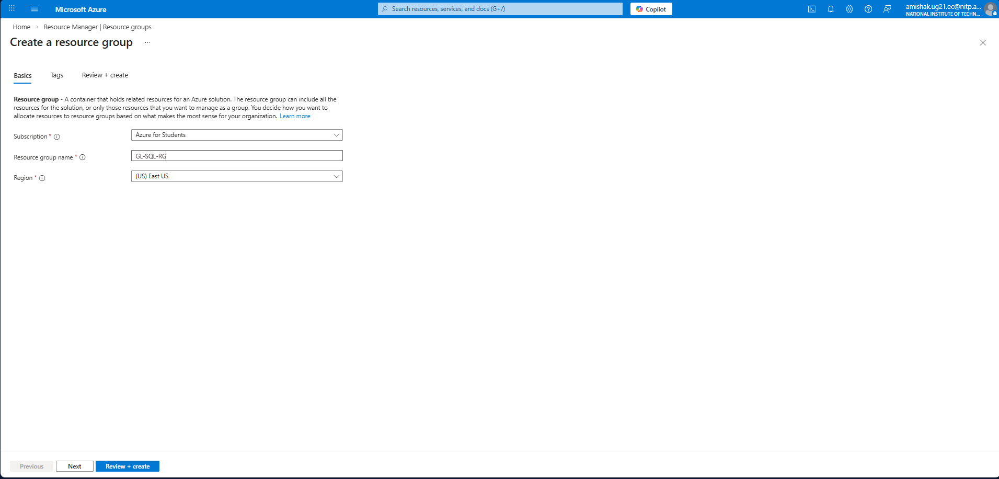 Microsoft Azure
Search resources, services, and docs (G+/)
Copilot
amishak.ug21.ec@nitp.a...
NATIONAL INSTITUTE OF TECHN...
Home > Resource Manager | Resource groups
Create a resource group ...
Basics Tags Review + create
Resource group - A container that holds related resources for an Azure solution. The resource group can include all the
resources for the solution, or only those resources that you want to manage as a group. You decide how you want to
allocate resources to resource groups based on what makes the most sense for your organization. Learn more
Subscription * Azure for Students
Resource group name * GL-SQL-RG
Region * (US) East US
Previous Next Review + create